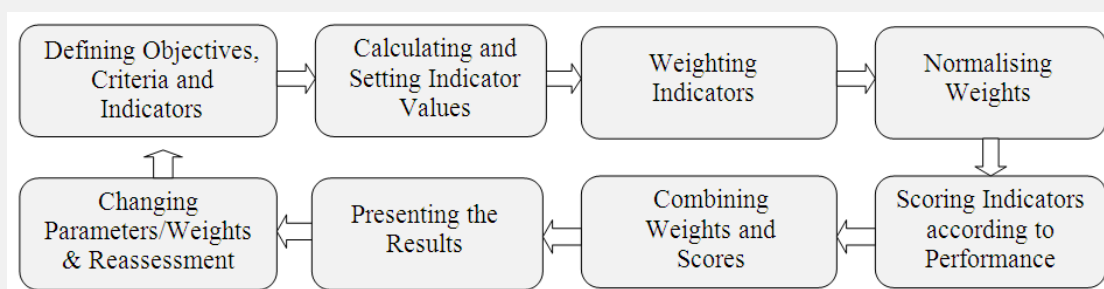 Defining Objectives,
Criteria and
Indicators
Calculating and
Setting Indicator
Values
Weighting
Indicators
Normalising
Weights
Scoring Indicators
according to
Performance
Combining
Weights and
Scores
Presenting the
Results
Changing
Parameters/Weights
& Reassessment